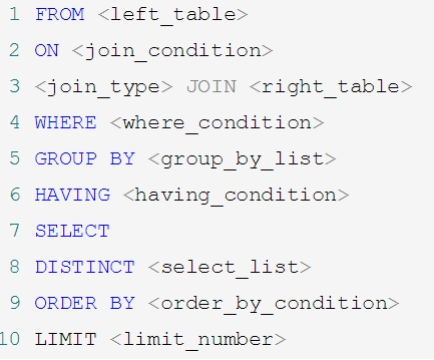 1 FROM <left_table>
2 ON <join_condition>
3 <join_type> JOIN <right_table>
4 WHERE <where_condition>
5 GROUP BY <group_by_list>
6 HAVING <having_condition>
7 SELECT
8 DISTINCT <select_list>
9 ORDER BY <order_by_condition>
10 LIMIT <limit_number>